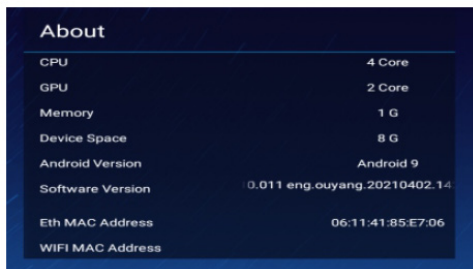 About
CPU 4 Core
GPU 2 Core
Memory 1 G
Device Space 8 G
Android Version Android 9
Software Version 0.011 eng.ouyang.20210402.14
Eth MAC Address 06:11:41:85:E7:06
WIFI MAC Address